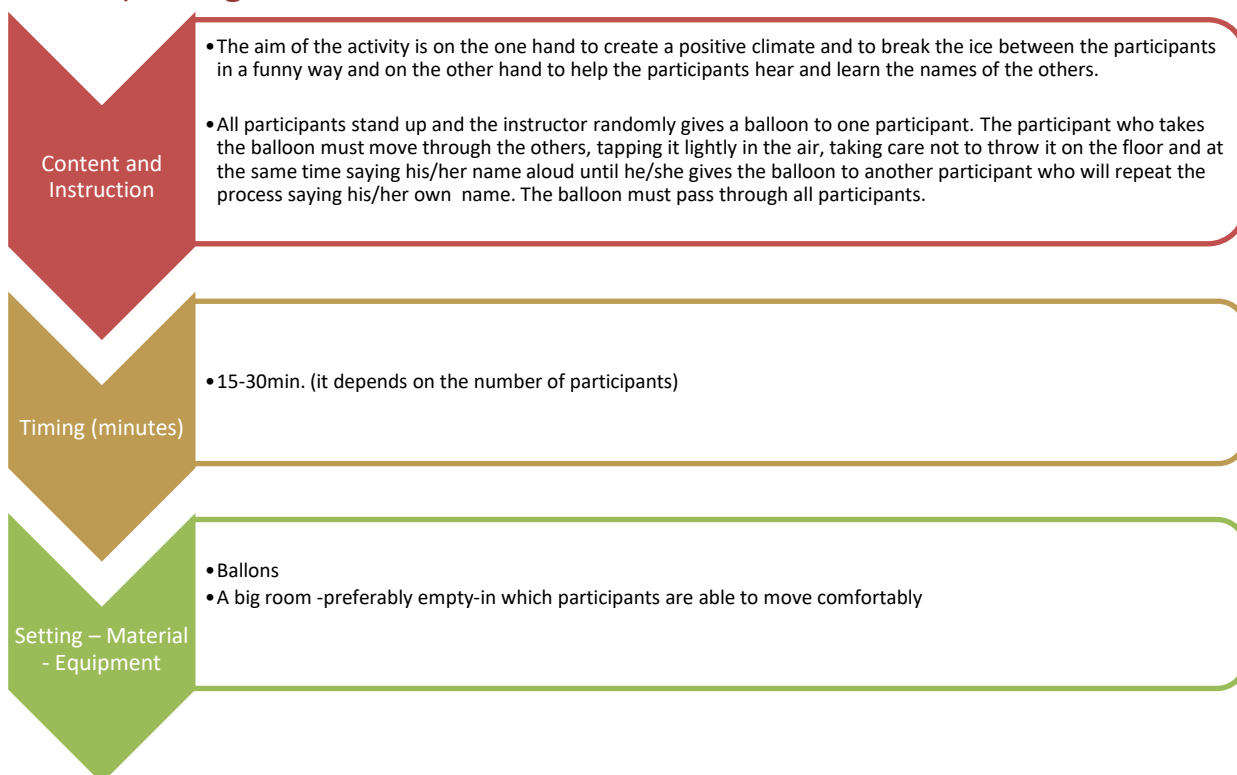 •The aim of the activity is on the one hand to create a positive climate and to break the ice between the participants
in a funny way and on the other hand to help the participants hear and learn the names of the others.
•All participants stand up and the instructor randomly gives a balloon to one participant. The participant who takes
the balloon must move through the others, tapping it lightly in the air, taking care not to throw it on the floor and at
the same time saying his/her name aloud until he/she gives the balloon to another participant who will repeat the
process saying his/her own  name. The balloon must pass through all participants.
Content and
Instruction
•15-30min. (it depends on the number of participants)
Timing (minutes)
•Ballons
•A big room -preferably empty-in which participants are able to move comfortably
Setting – Material
- Equipment